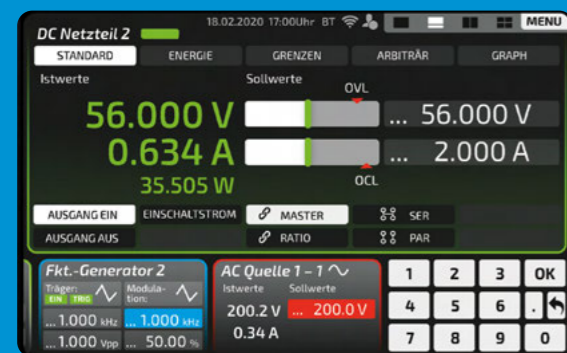 18.02.2020 17:00Uhr BT MENU
DC Netzteil 2
STANDARD ENERGIE GRENZEN ARBITRÄR GRAPH
Istwerte Sollwerte OVL
56.000 V ... 56.000 V
0.634 A ... 2.000 A
35.505 W OCL
AUSGANG EIN EINSCHALTSTROM MASTER SER
AUSGANG AUS RATIO PAR
Fkt.-Generator 2
Träger: Modula-
EIN TRIG tion:
... 1.000 kHz ... 1.000 kHz
... 1.000 Vpp ... 50.00 %
AC Quelle 1 – 1
Istwerte Sollwerte
200.2 V ... 200.0 V
0.34 A
1 2 3 OK
4 5 6 .
7 8 9 0